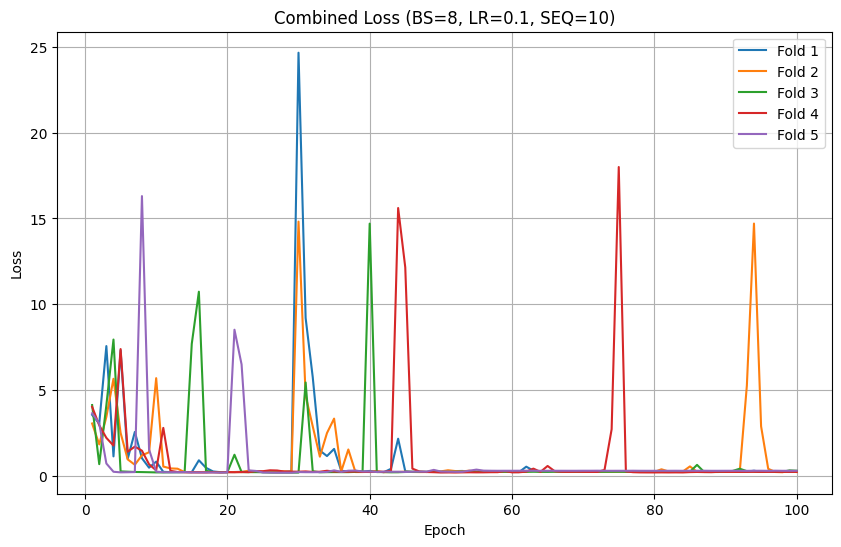 Combined Loss (BS=8, LR=0.1, SEQ=10)
Fold 1
Fold 2
Fold 3
Fold 4
Fold 5
25
20
15
10
5
0
Loss
0 20 40 60 80 100
Epoch